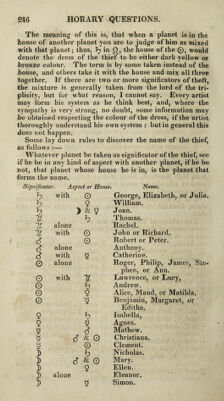 246 HORARY QUESTIONS.
The meaning of this is, that when a planet is in the
house of another planet you are to judge of him as mixed
with that planet; thus, ♄ in ♌, the house of the ☉, would
denote the dress of the thief to be either dark yellow or
bronze colour. The term is by some taken instead of the
house, and others take it with the house and mix all three
together. If there are two or more significators of theft,
the mixture is generally taken from the lord of the tri-
plicity, but for what reason, I cannot say. Every artist
may form his system as he think best, and, where the
sympathy is very strong, no doubt, some information may
be obtained respecting the colour of the dress, if the artist
thoroughly understand his own system: but in general this
does not happen.
Some lay down rules to discover the name of the thief,
as follows:—
Whatever planet be taken as significator of the thief, see
if he be in any kind of aspect with another planet, if he be
not, that planet whose house he is in, is the planet that
forms the name.
Significator. Aspect or House. Name.
♄ with ☉ George, Elizabeth, or Julia.
♄ ♀ William.
♄ ☽ & ♀ Joan.
♃ ♄ Thomas.
♃ alone Rachel.
♃ with ☉ John or Richard.
♂ ☉ Robert or Peter.
♂ alone Anthony.
♂ with ☿ Catherine.
☉ alone Roger, Philip, James, Ste-
phen, or Ann.
☉ with ♃ Lawrence, or Lucy,
☉ ♄ Andrew.
☉ ♀ Alice, Maud, or Matilda.
☉ ☿ Benjamin, Margaret, or
Editha.
♀ ♄ Isabella,
♀ ☿ Agnes.
☿ ♂ Mathew.
☿ ♂ & ☉ Christiana.
☿ ☉ Clement.
☽ ♄ Nicholas.
☽ ♂ & ☉ Mary.
☽ ♀ Ellen.
☽ alone Eleanor.
☽ ☿ Simon.